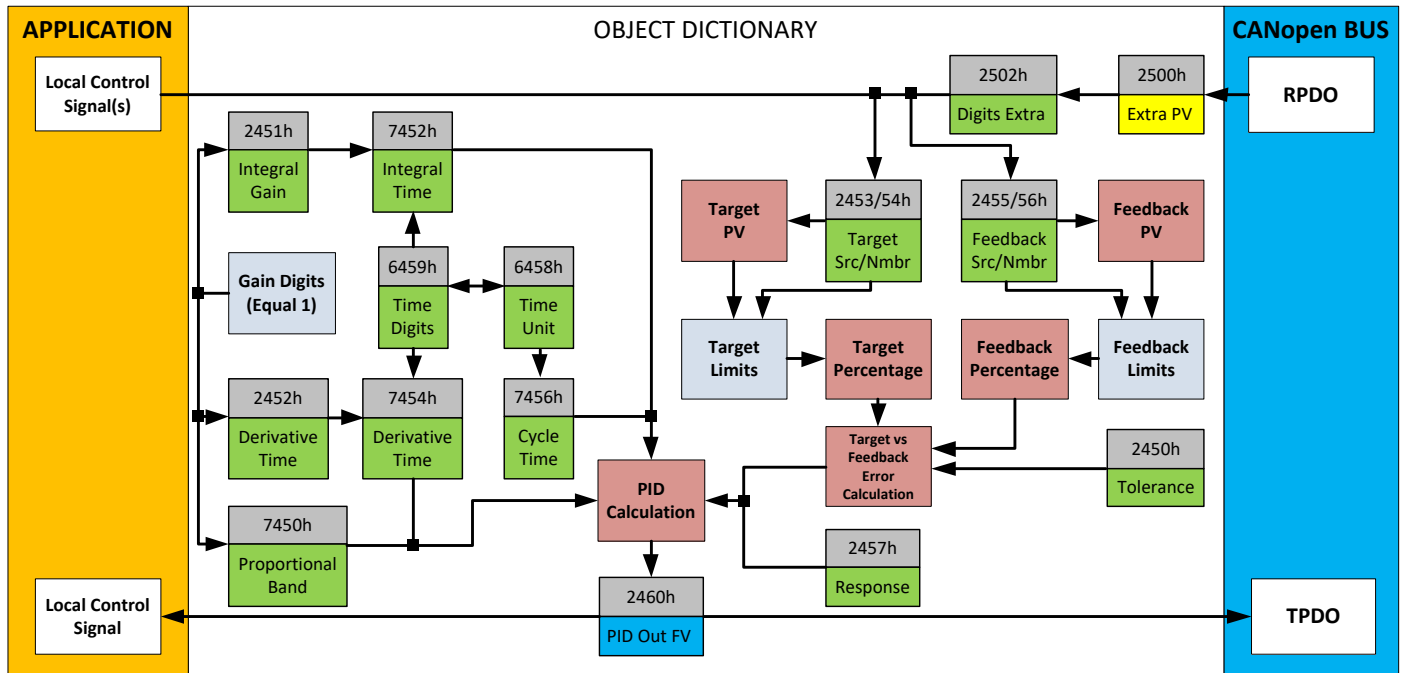 APPLICATION
OBJECT DICTIONARY
CANopen BUS
Local Control
Signal(s)
2502h
Digits Extra
2500h
Extra PV
RPDO
2451h
Integral
Gain
7452h
Integral
Time
Target
PV
2453/54h
Target
Src/Nmbr
2455/56h
Feedback
Src/Nmbr
Feedback
PV
Gain Digits
(Equal 1)
6459h
Time
Digits
6458h
Time
Unit
Target
Limits
Target
Percentage
Feedback
Percentage
Feedback
Limits
2452h
Derivative
Time
7454h
Derivative
Time
7456h
Cycle
Time
Target vs
Feedback
Error
Calculation
2450h
Tolerance
PID
Calculation
7450h
Proportional
Band
2457h
Response
Local Control
Signal
2460h
PID Out FV
TPDO